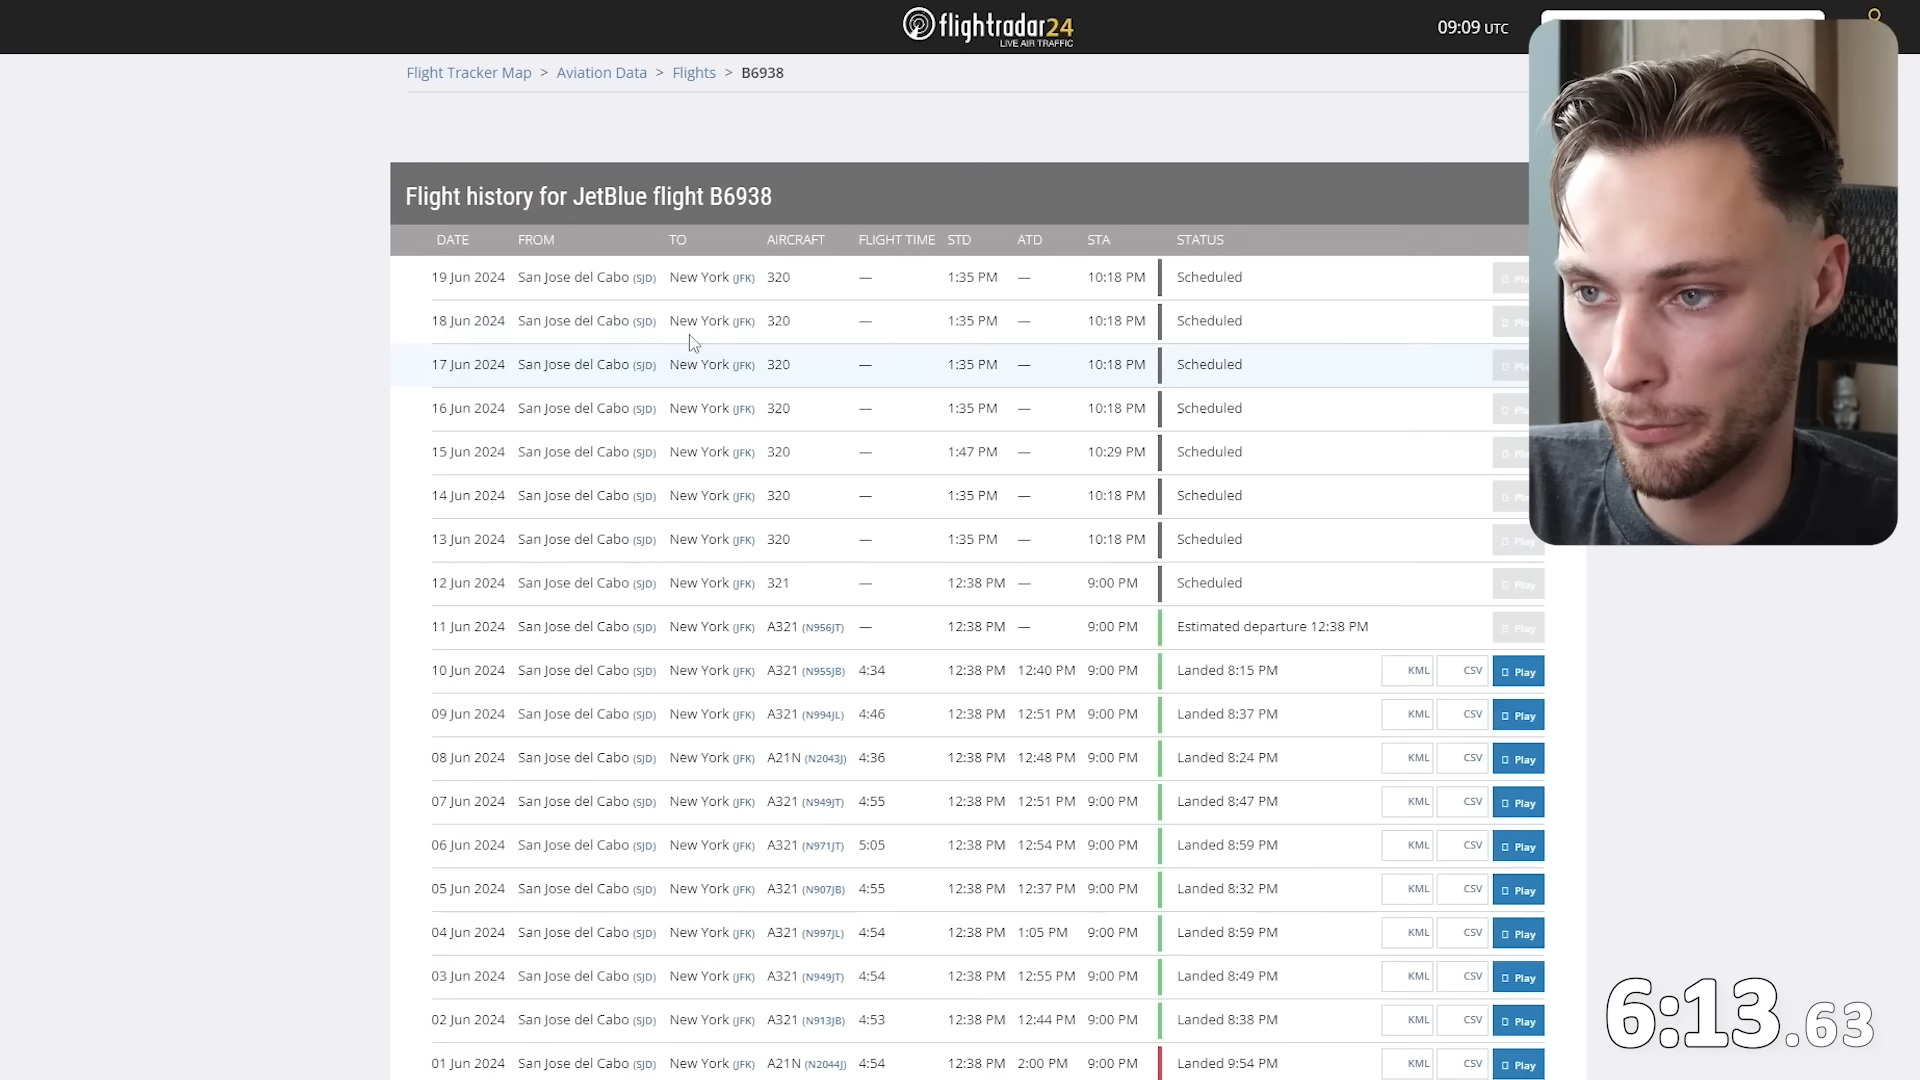 flightradar24
LIVE AIR TRAFFIC
09:09 UTC
Flight Tracker Map > Aviation Data > Flights > B6938
Flight history for JetBlue flight B6938
DATE FROM TO AIRCRAFT FLIGHT TIME STD ATD STA STATUS
19 Jun 2024 San Jose del Cabo (SJD) New York (JFK) 320 — 1:35 PM — 10:18 PM Scheduled
18 Jun 2024 San Jose del Cabo (SJD) New York (JFK) 320 — 1:35 PM — 10:18 PM Scheduled
17 Jun 2024 San Jose del Cabo (SJD) New York (JFK) 320 — 1:35 PM — 10:18 PM Scheduled
16 Jun 2024 San Jose del Cabo (SJD) New York (JFK) 320 — 1:35 PM — 10:18 PM Scheduled
15 Jun 2024 San Jose del Cabo (SJD) New York (JFK) 320 — 1:47 PM — 10:29 PM Scheduled
14 Jun 2024 San Jose del Cabo (SJD) New York (JFK) 320 — 1:35 PM — 10:18 PM Scheduled
13 Jun 2024 San Jose del Cabo (SJD) New York (JFK) 320 — 1:35 PM — 10:18 PM Scheduled Play
12 Jun 2024 San Jose del Cabo (SJD) New York (JFK) 321 — 12:38 PM — 9:00 PM Scheduled Play
11 Jun 2024 San Jose del Cabo (SJD) New York (JFK) A321 (N956JT) — 12:38 PM — 9:00 PM Estimated departure 12:38 PM Play
10 Jun 2024 San Jose del Cabo (SJD) New York (JFK) A321 (N955JB) 4:34 12:38 PM 12:40 PM 9:00 PM Landed 8:15 PM KML CSV Play
09 Jun 2024 San Jose del Cabo (SJD) New York (JFK) A321 (N994JL) 4:46 12:38 PM 12:51 PM 9:00 PM Landed 8:37 PM KML CSV Play
08 Jun 2024 San Jose del Cabo (SJD) New York (JFK) A21N (N2043J) 4:36 12:38 PM 12:48 PM 9:00 PM Landed 8:24 PM KML CSV Play
07 Jun 2024 San Jose del Cabo (SJD) New York (JFK) A321 (N949JT) 4:55 12:38 PM 12:51 PM 9:00 PM Landed 8:47 PM KML CSV Play
06 Jun 2024 San Jose del Cabo (SJD) New York (JFK) A321 (N971JT) 5:05 12:38 PM 12:54 PM 9:00 PM Landed 8:59 PM KML CSV Play
05 Jun 2024 San Jose del Cabo (SJD) New York (JFK) A321 (N907JB) 4:55 12:38 PM 12:37 PM 9:00 PM Landed 8:32 PM KML CSV Play
04 Jun 2024 San Jose del Cabo (SJD) New York (JFK) A321 (N997JL) 4:54 12:38 PM 1:05 PM 9:00 PM Landed 8:59 PM KML CSV Play
03 Jun 2024 San Jose del Cabo (SJD) New York (JFK) A321 (N949JT) 4:54 12:38 PM 12:55 PM 9:00 PM Landed 8:49 PM KML CSV Play
02 Jun 2024 San Jose del Cabo (SJD) New York (JFK) A321 (N913JB) 4:53 12:38 PM 12:44 PM 9:00 PM Landed 8:38 PM KML CSV Play
01 Jun 2024 San Jose del Cabo (SJD) New York (JFK) A21N (N2044J) 4:54 12:38 PM 2:00 PM 9:00 PM Landed 9:54 PM KML CSV Play
6:13.63